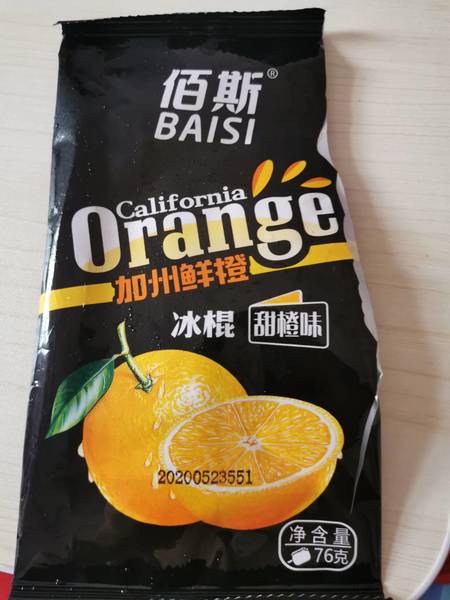 佰斯®
BAISI
California
Orange
加州鲜橙
冰棍 甜橙味
20200523551
净含量
76克